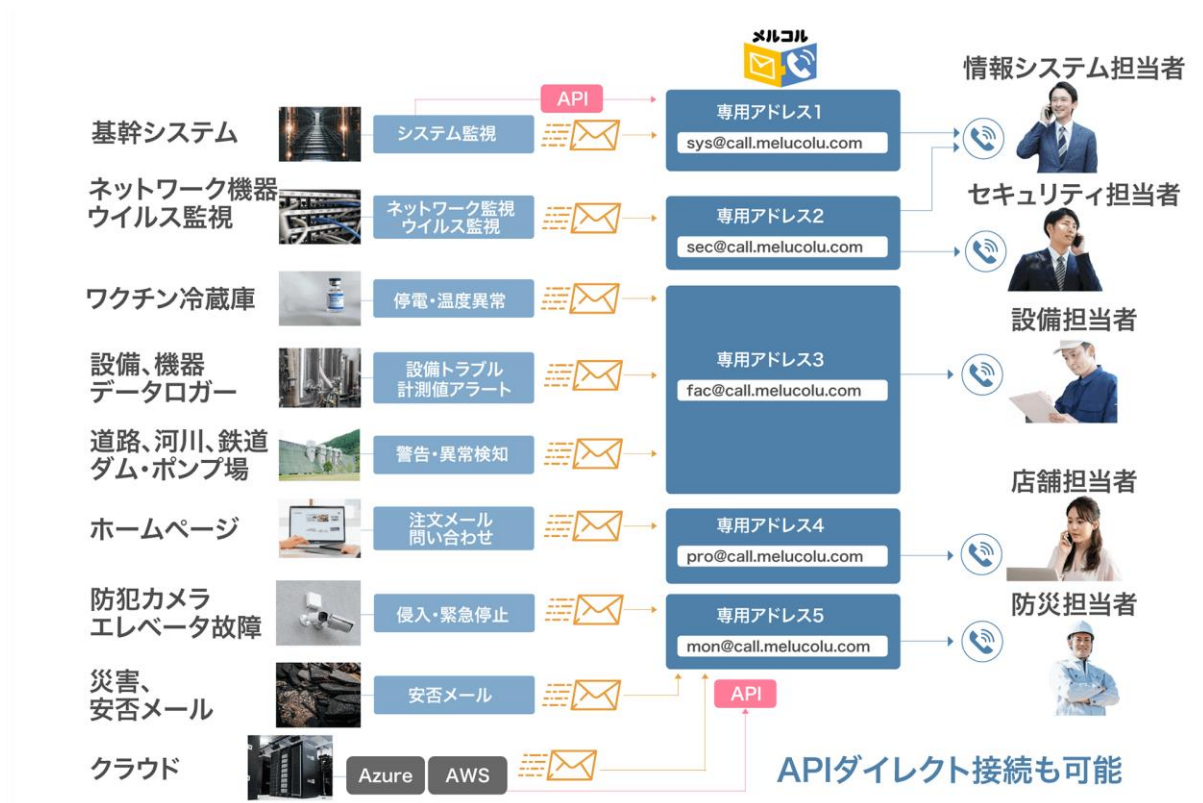 メルコル
情報システム担当者
API
基幹システム
システム監視
専用アドレス1
sys@call.melucolu.com
ネットワーク機器
ウイルス監視
ネットワーク監視
ウイルス監視
専用アドレス2
sec@call.melucolu.com
セキュリティ担当者
ワクチン冷蔵庫
停電・温度異常
設備、機器
データロガー
設備トラブル
計測値アラート
専用アドレス3
fac@call.melucolu.com
設備担当者
道路、河川、鉄道
ダム・ポンプ場
警告・異常検知
ホームページ
注文メール
問い合わせ
専用アドレス4
pro@call.melucolu.com
店舗担当者
防犯カメラ
エレベータ故障
侵入・緊急停止
専用アドレス5
mon@call.melucolu.com
防災担当者
災害、
安否メール
安否メール
API
クラウド
Azure
AWS
APIダイレクト接続も可能